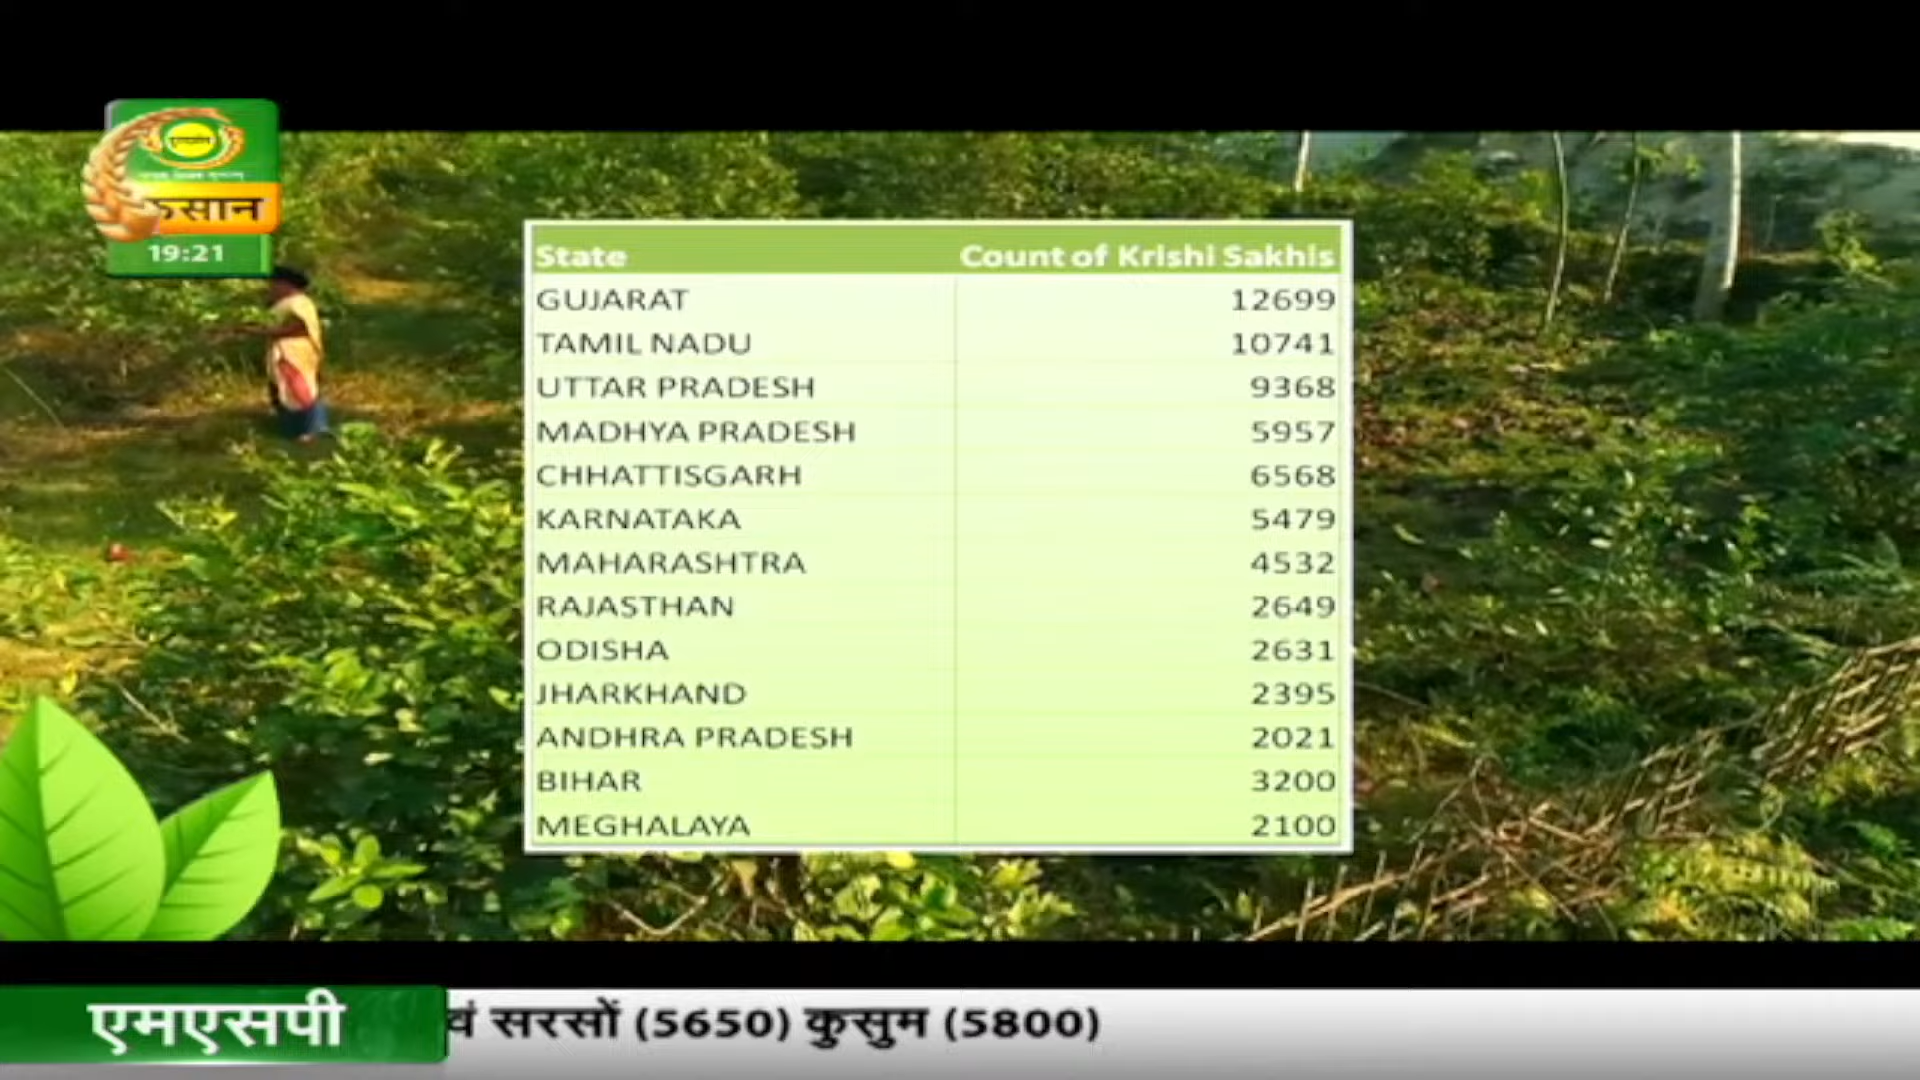 किसान
19:21
State Count of Krishi Sakhis
GUJARAT 12699
TAMIL NADU 10741
UTTAR PRADESH 9368
MADHYA PRADESH 5957
CHHATTISGARH 6568
KARNATAKA 5479
MAHARASHTRA 4532
RAJASTHAN 2649
ODISHA 2631
JHARKHAND 2395
ANDHRA PRADESH 2021
BIHAR 3200
MEGHALAYA 2100
एमएसपी सरसों (5650) कुसुम (5800)